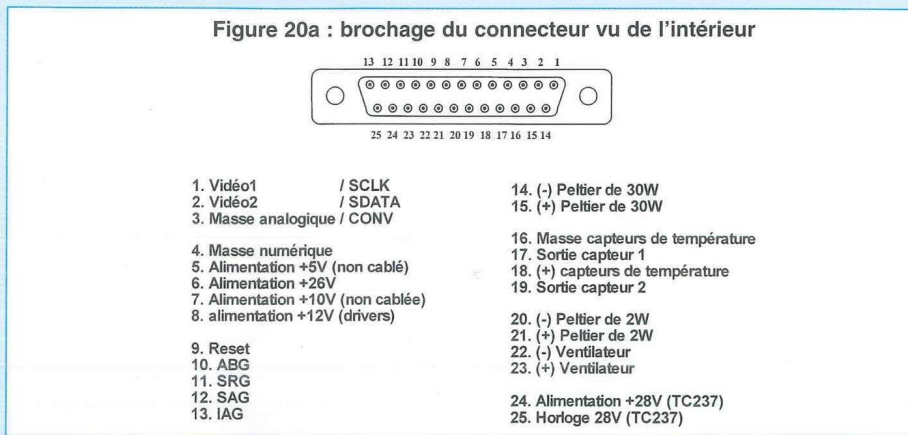 Figure 20a : brochage du connecteur vu de l'intérieur
13 12 11 10 9 8 7 6 5 4 3 2 1
25 24 23 22 21 20 19 18 17 16 15 14
1. Vidéo1 / SCLK
2. Vidéo2 / SDATA
3. Masse analogique / CONV
4. Masse numérique
5. Alimentation +5V (non cablé)
6. Alimentation +26V
7. Alimentation +10V (non cablée)
8. alimentation +12V (drivers)
9. Reset
10. ABG
11. SRG
12. SAG
13. IAG
14. (-) Peltier de 30W
15. (+) Peltier de 30W
16. Masse capteurs de température
17. Sortie capteur 1
18. (+) capteurs de température
19. Sortie capteur 2
20. (-) Peltier de 2W
21. (+) Peltier de 2W
22. (-) Ventilateur
23. (+) Ventilateur
24. Alimentation +28V (TC237)
25. Horloge 28V (TC237)